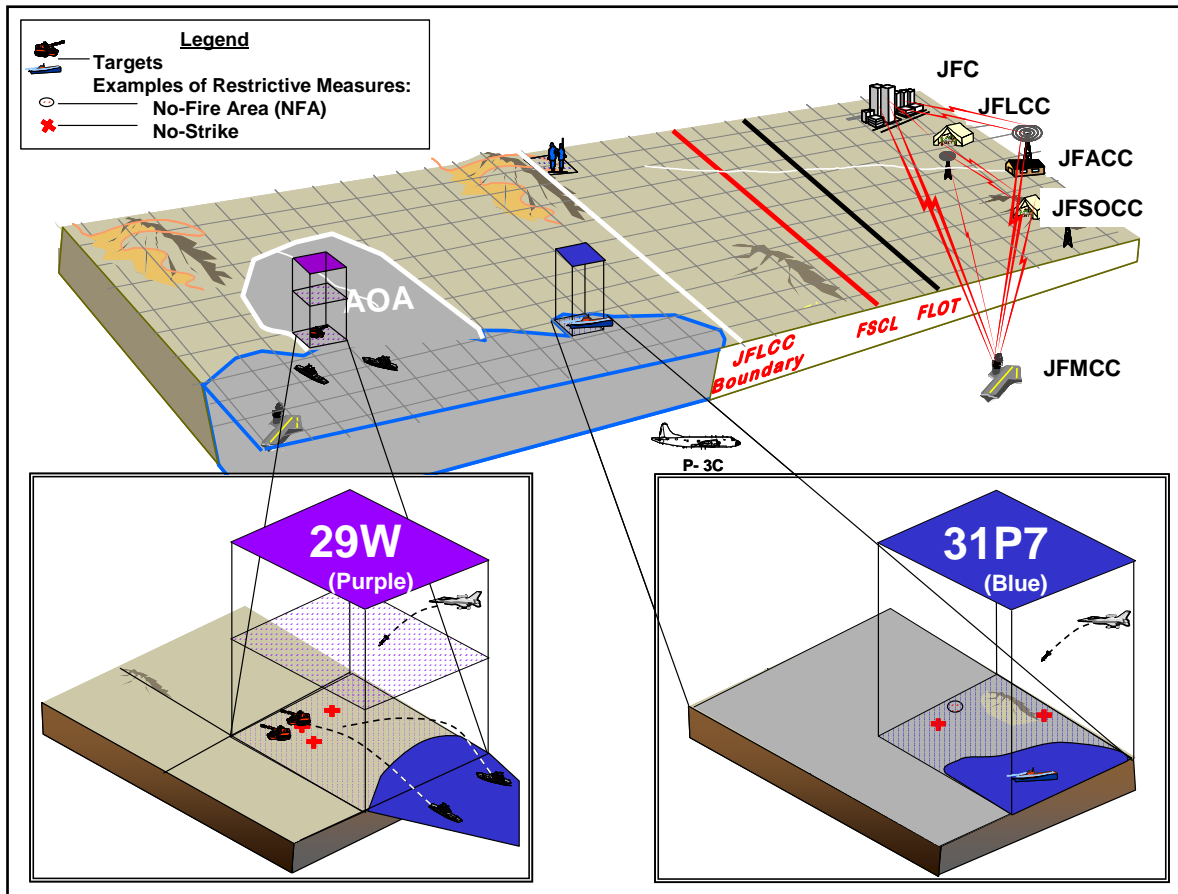 Legend
Targets
Examples of Restrictive Measures:
No-Fire Area (NFA)
No-Strike
JFC
JFLCC
JFACC
JFSOCC
AOA
JFLCC
Boundary
FSCL
FLOT
JFMCC
P- 3C
29W
(Purple)
31P7
(Blue)